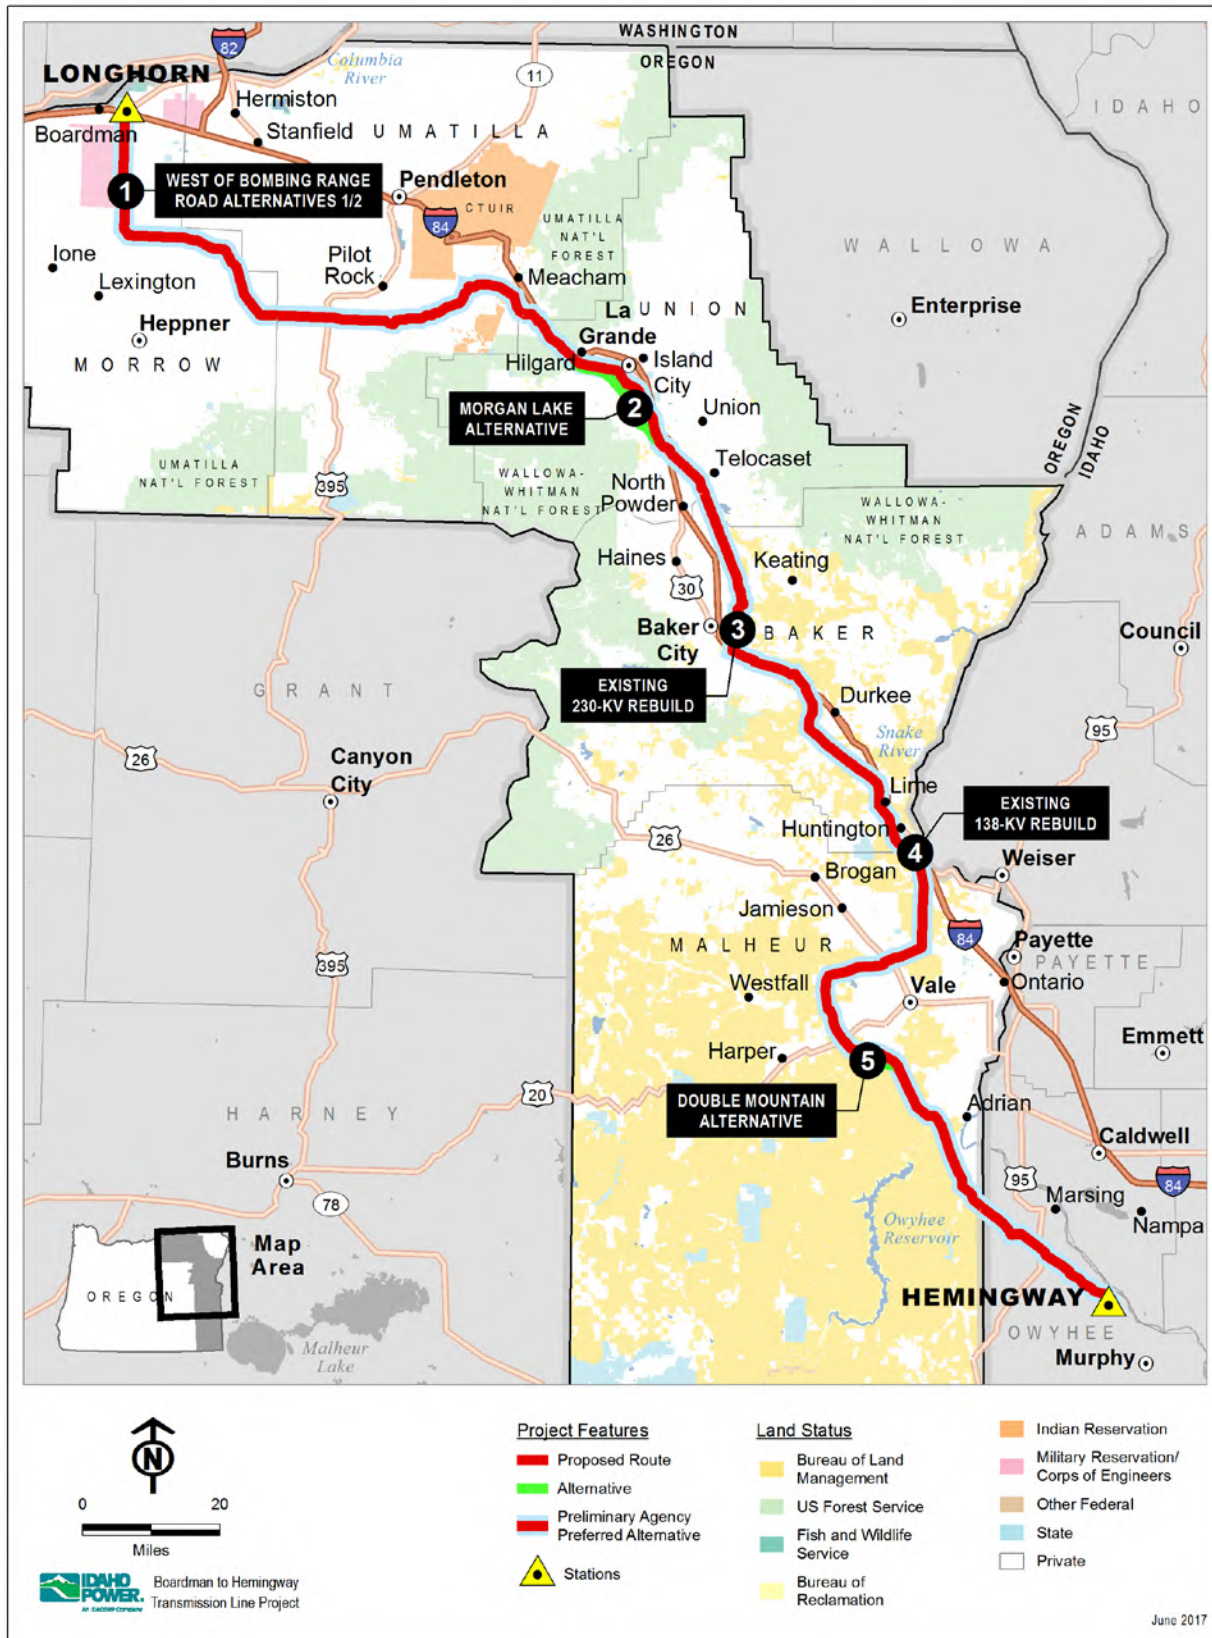 WASHINGTON
OREGON
82
Columbia
River
11
IDAHO
LONGHORN
Hermiston
Boardman
Stanfield
UMATILLA
1
WEST OF BOMBING RANGE
ROAD ALTERNATIVES 1/2
Pendleton
CTUIR
84
UMATILLA
NAT'L
FOREST
WALLOWA
Ione
Lexington
Pilot
Rock
Meacham
Heppner
MORROW
La
Grande
UNION
Enterprise
Hilgard
Island
City
2
MORGAN LAKE
ALTERNATIVE
Union
OREGON
IDAHO
UMATILLA
NAT'L FOREST
395
WALLOWA-
WHITMAN
NAT'L FOREST
Telocaset
North
Powder
WALLOWA-
WHITMAN
NAT'L FOREST
ADAMS
Haines
30
Keating
Baker
City
3
BAKER
Council
EXISTING
230-KV REBUILD
GRANT
Durkee
Snake
River
95
26
Canyon
City
Lime
EXISTING
138-KV REBUILD
Huntington
26
4
Weiser
Brogan
Jamieson
MALHEUR
84
Payette
PAYETTE
395
Westfall
Vale
Ontario
Harper
5
Emmett
DOUBLE MOUNTAIN
ALTERNATIVE
20
HARNEY
Adrian
Caldwell
Burns
78
95
84
Marsing
Nampa
Map
Area
Owyhee
Reservoir
OREGON
HEMINGWAY
OWYHEE
Malheur
Lake
Murphy
N
0 20
Miles
IDAHO
POWER
An IDACORP Company
Boardman to Hemingway
Transmission Line Project
Project Features
Proposed Route
Alternative
Preliminary Agency
Preferred Alternative
Stations
Land Status
Bureau of Land
Management
US Forest Service
Fish and Wildlife
Service
Bureau of
Reclamation
Indian Reservation
Military Reservation/
Corps of Engineers
Other Federal
State
Private
June 2017